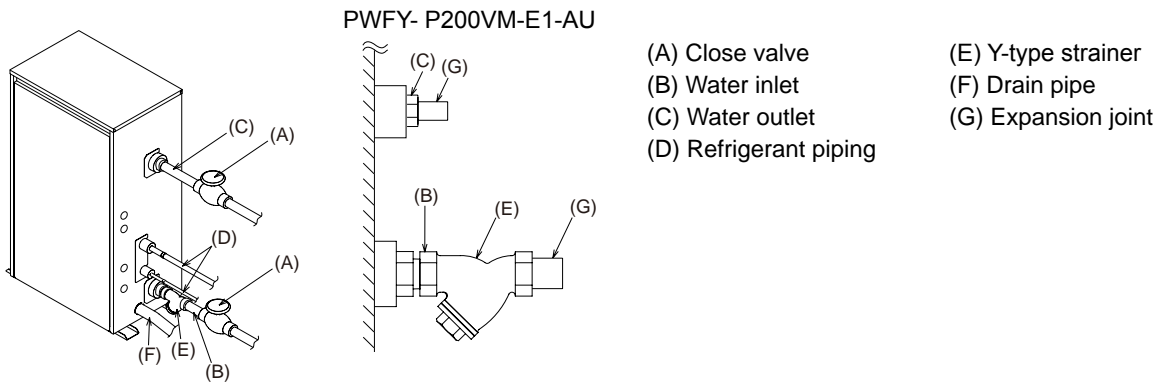 PWFY- P200VM-E1-AU
(C)
(A)
(D)
(A)
(F)
(E)
(B)
(C)
(G)
(B)
(E)
(G)
(A) Close valve
(B) Water inlet
(C) Water outlet
(D) Refrigerant piping
(E) Y-type strainer
(F) Drain pipe
(G) Expansion joint